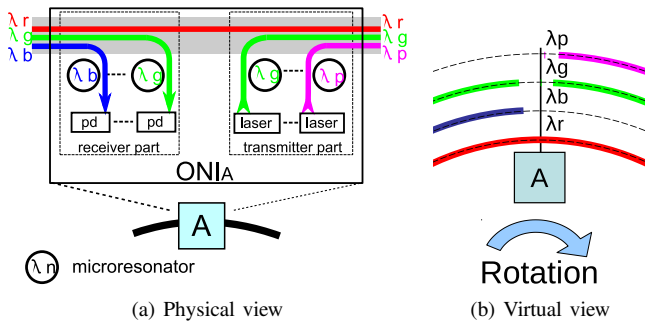 λ r
λ g
λ b
λ r
λ g
λ p
λ b
λ g
λ g
λ p
pd
pd
laser
laser
receiver part
transmitter part
ONIA
A
λ n microresonator
(a) Physical view
λp
λg
λb
λr
A
Rotation
(b) Virtual view